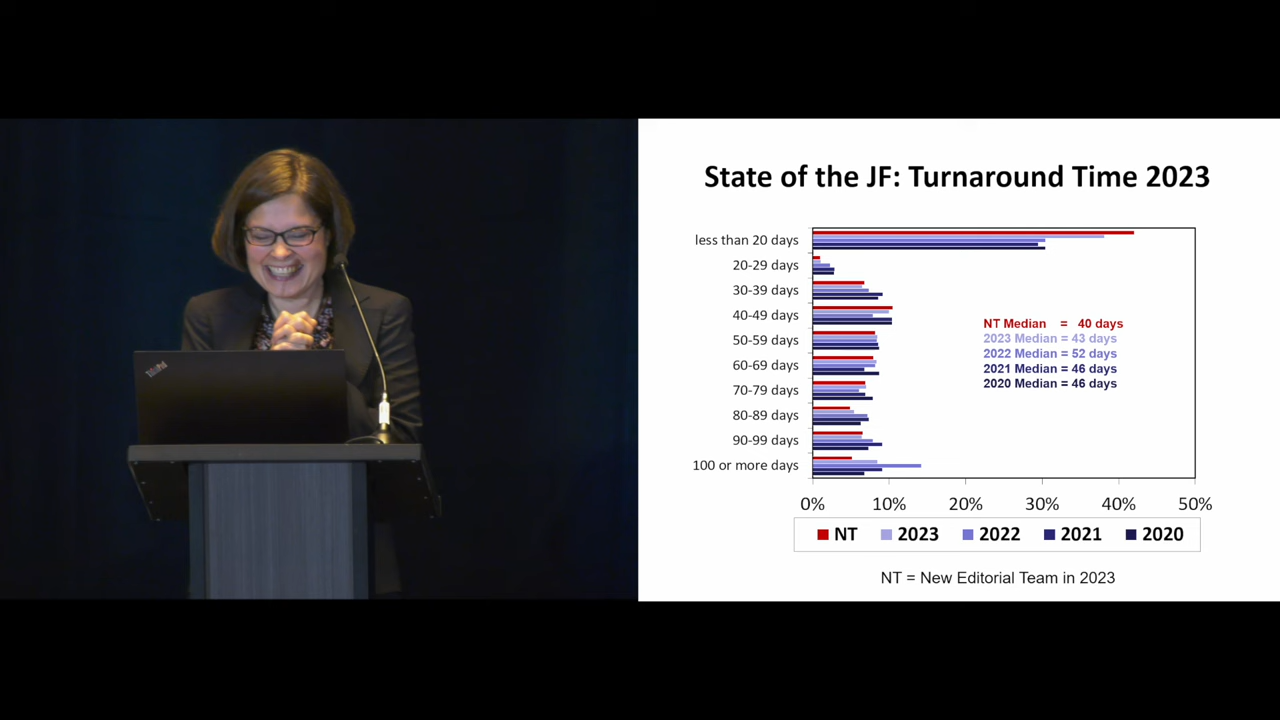 ThinkPad
State of the JF: Turnaround Time 2023
less than 20 days
20-29 days
30-39 days
40-49 days
50-59 days
60-69 days
70-79 days
80-89 days
90-99 days
100 or more days
NT Median = 40 days
2023 Median = 43 days
2022 Median = 52 days
2021 Median = 46 days
2020 Median = 46 days
0% 10% 20% 30% 40% 50%
NT 2023 2022 2021 2020
NT = New Editorial Team in 2023